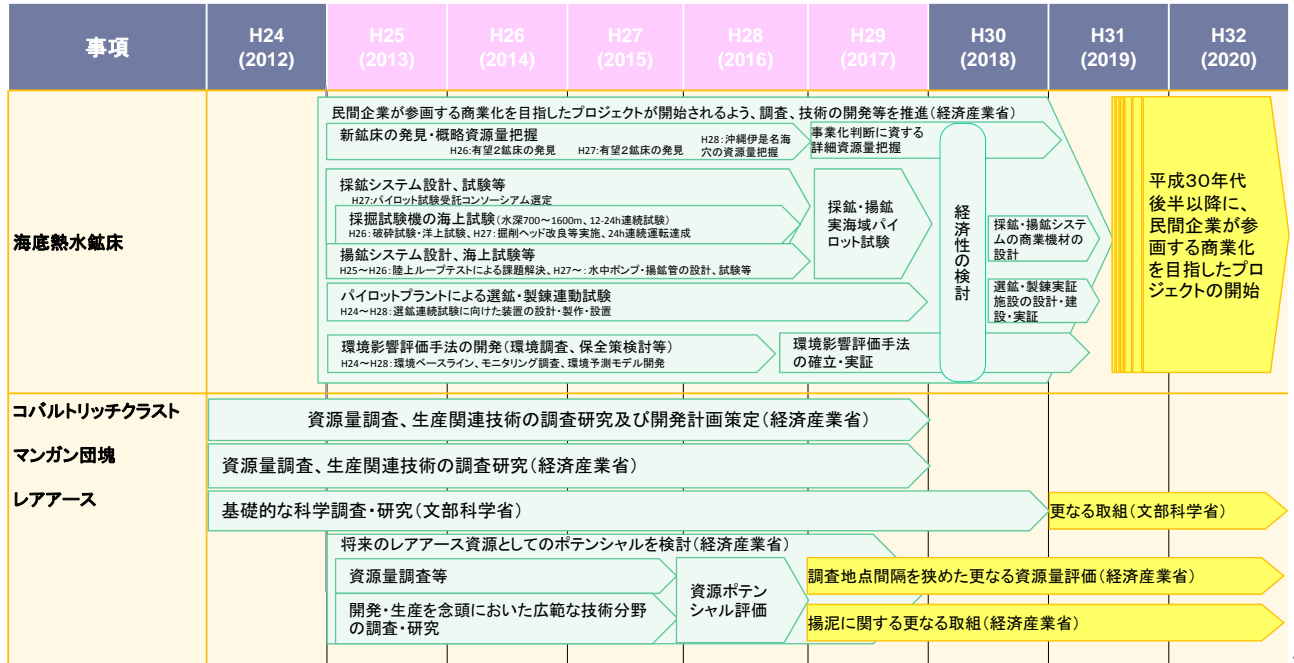 事項
H24
(2012)
H25
(2013)
H26
(2014)
H27
(2015)
H28
(2016)
H29
(2017)
H30
(2018)
H31
(2019)
H32
(2020)
海底熱水鉱床
民間企業が参画する商業化を目指したプロジェクトが開始されるよう、調査、技術の開発等を推進(経済産業省)
新鉱床の発見・概略資源量把握
H26:有望2鉱床の発見
H27:有望2鉱床の発見
H28:沖縄伊是名海
穴の資源量把握
事業化判断に資する
詳細資源量把握
採鉱システム設計、試験等
H27:パイロット試験受託コンソーシアム選定
採掘試験機の海上試験(水深700~1600m、12-24h連続試験)
H26:破砕試験・洋上試験、H27:掘削ヘッド改良等実施、24h連続運転達成
揚鉱システム設計、海上試験等
H25~H26:陸上ループテストによる課題解決、H27~:水中ポンプ・揚鉱管の設計、試験等
採鉱・揚鉱
実海域パイ
ロット試験
経済性の検討
採鉱・揚鉱システ
ムの商業機材の
設計
選鉱・製錬実証
施設の設計・建
設・実証
パイロットプラントによる選鉱・製錬連動試験
H24~H28:選鉱連続試験に向けた装置の設計・製作・設置
環境影響評価手法の開発(環境調査、保全策検討等)
H24~H28:環境ベースライン、モニタリング調査、環境予測モデル開発
環境影響評価手法
の確立・実証
平成30年代
後半以降に、
民間企業が参
画する商業化
を目指したプロ
ジェクトの開始
コバルトリッチクラスト
資源量調査、生産関連技術の調査研究及び開発計画策定(経済産業省)
マンガン団塊
資源量調査、生産関連技術の調査研究(経済産業省)
レアアース
基礎的な科学調査・研究(文部科学省)
更なる取組(文部科学省)
将来のレアアース資源としてのポテンシャルを検討(経済産業省)
資源量調査等
開発・生産を念頭においた広範な技術分野
の調査・研究
資源ポテン
シャル評価
調査地点間隔を狭めた更なる資源量評価(経済産業省)
揚泥に関する更なる取組(経済産業省)